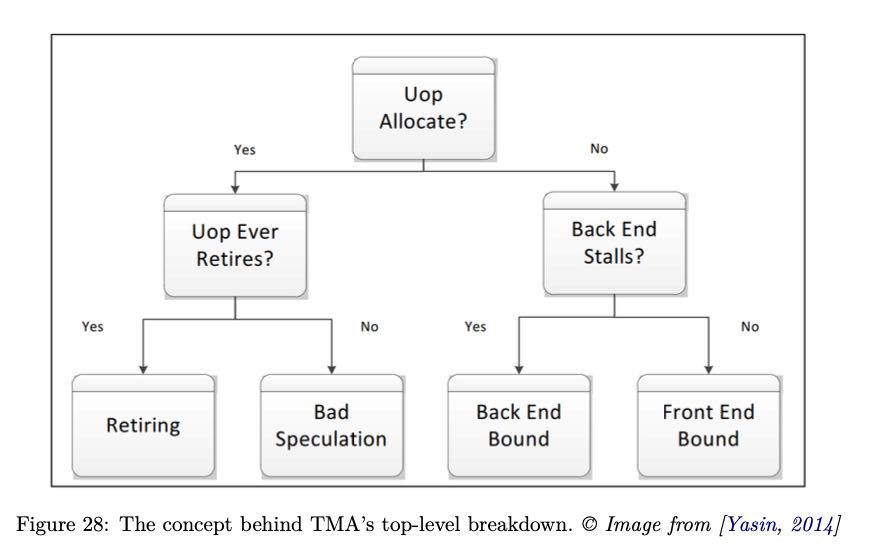 Uop
Allocate?
Yes
No
Uop Ever
Retires?
Back End
Stalls?
Yes
No
Yes
No
Retiring
Bad
Speculation
Back End
Bound
Front End
Bound
Figure 28: The concept behind TMA's top-level breakdown. © Image from [Yasin, 2014]